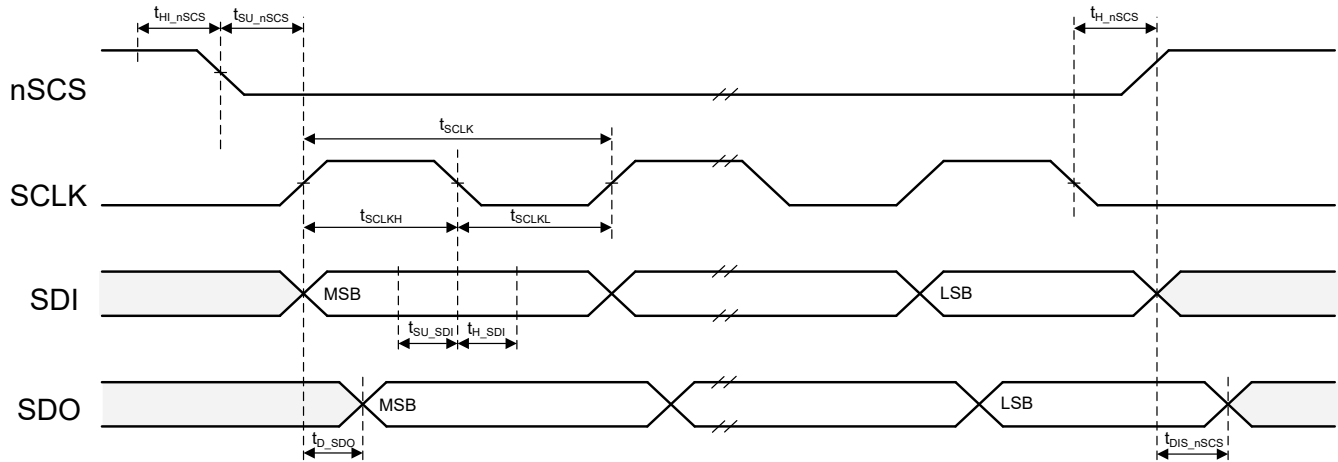 tHI_nSCS tSU_nSCS tH_nSCS
nSCS
tSCLK
SCLK
tSCLKH tSCLKL
SDI MSB LSB
tSU_SDI tH_SDI
SDO MSB LSB
tD_SDO tDIS_nSCS